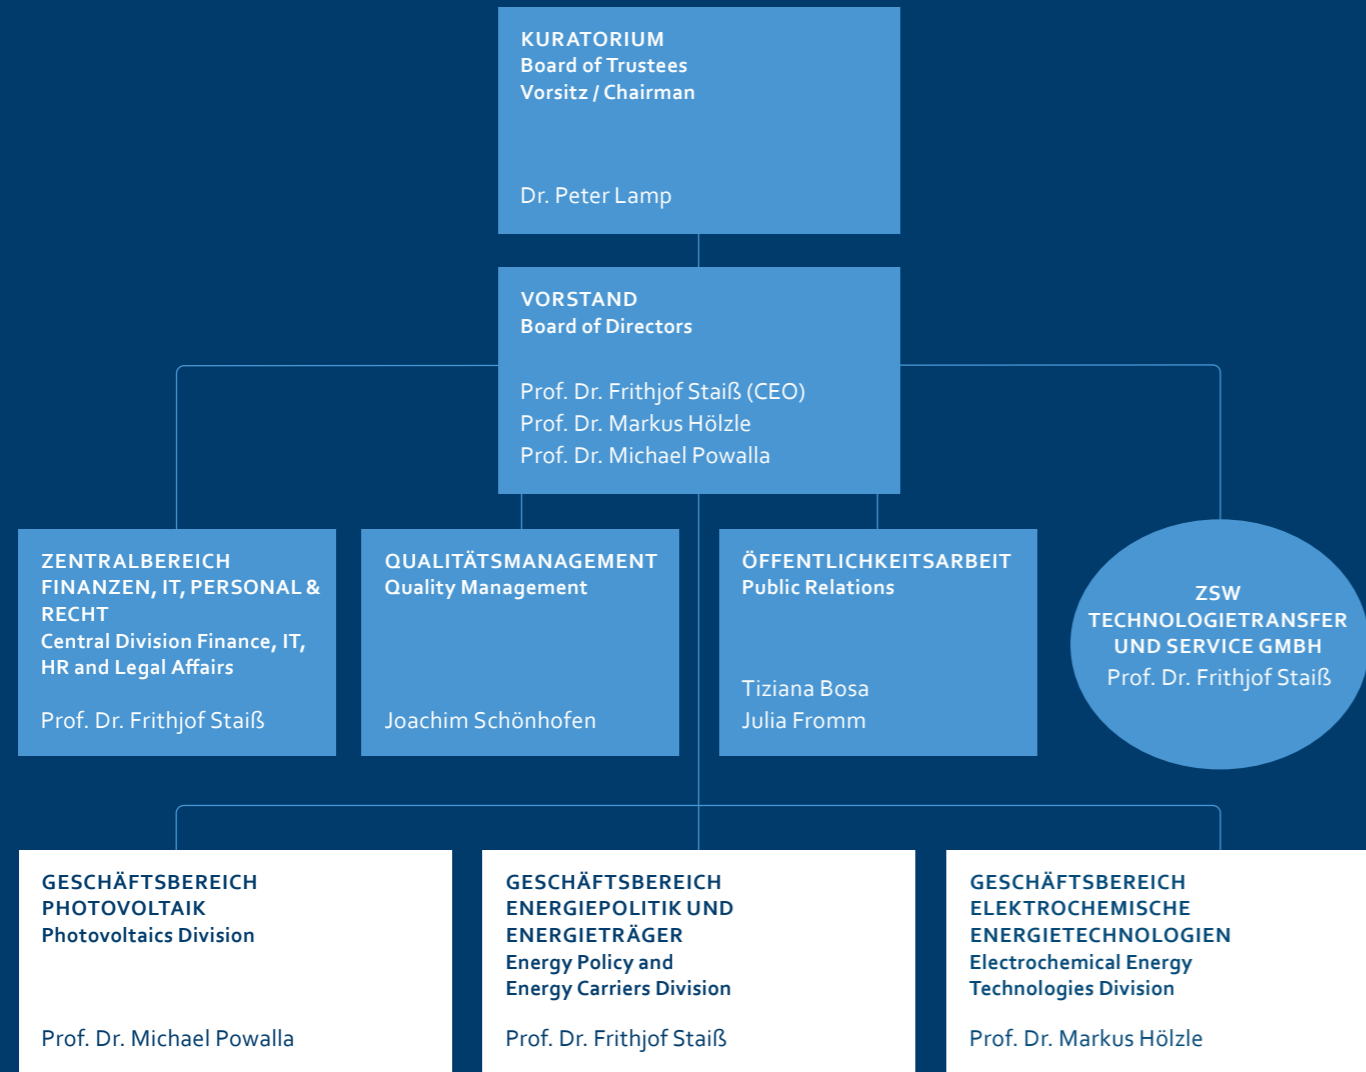 KURATORIUM
Board of Trustees
Vorsitz / Chairman
Dr. Peter Lamp
VORSTAND
Board of Directors
Prof. Dr. Frithjof Staiß (CEO)
Prof. Dr. Markus Hölzle
Prof. Dr. Michael Powalla
ZENTRALBEREICH
FINANZEN, IT, PERSONAL &
RECHT
Central Division Finance, IT,
HR and Legal Affairs
Prof. Dr. Frithjof Staiß
QUALITÄTSMANAGEMENT
Quality Management
Joachim Schönhofen
ÖFFENTLICHKEITSARBEIT
Public Relations
Tiziana Bosa
Julia Fromm
ZSW
TECHNOLOGIETRANSFER
UND SERVICE GMBH
Prof. Dr. Frithjof Staiß
GESCHÄFTSBEREICH
PHOTOVOLTAIK
Photovoltaics Division
Prof. Dr. Michael Powalla
GESCHÄFTSBEREICH
ENERGIEPOLITIK UND
ENERGIETRÄGER
Energy Policy and
Energy Carriers Division
Prof. Dr. Frithjof Staiß
GESCHÄFTSBEREICH
ELEKTROCHEMISCHE
ENERGIETECHNOLOGIEN
Electrochemical Energy
Technologies Division
Prof. Dr. Markus Hölzle